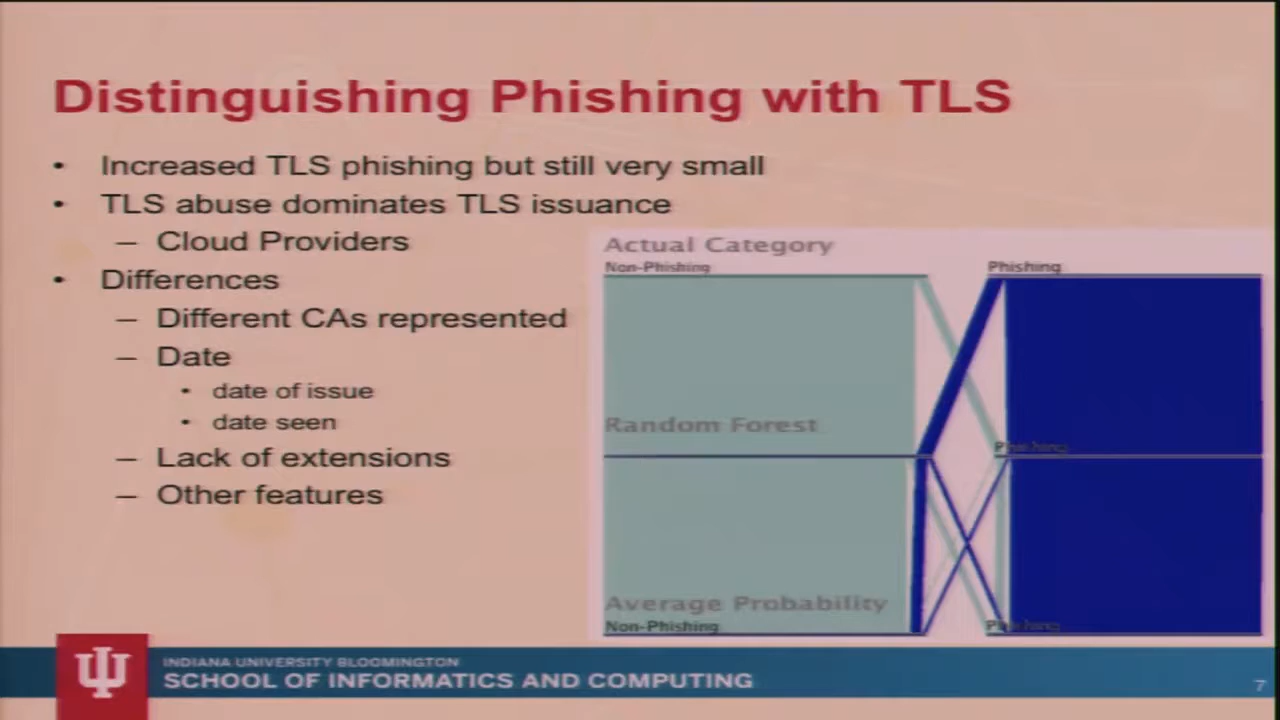 Distinguishing Phishing with TLS
• Increased TLS phishing but still very small
• TLS abuse dominates TLS issuance
– Cloud Providers
• Differences
– Different CAs represented
– Date
• date of issue
• date seen
– Lack of extensions
– Other features
Actual Category
Non-Phishing
Phishing
Random Forest
Phishing
Average Probability
Non-Phishing
Phishing
INDIANA UNIVERSITY BLOOMINGTON
SCHOOL OF INFORMATICS AND COMPUTING
7